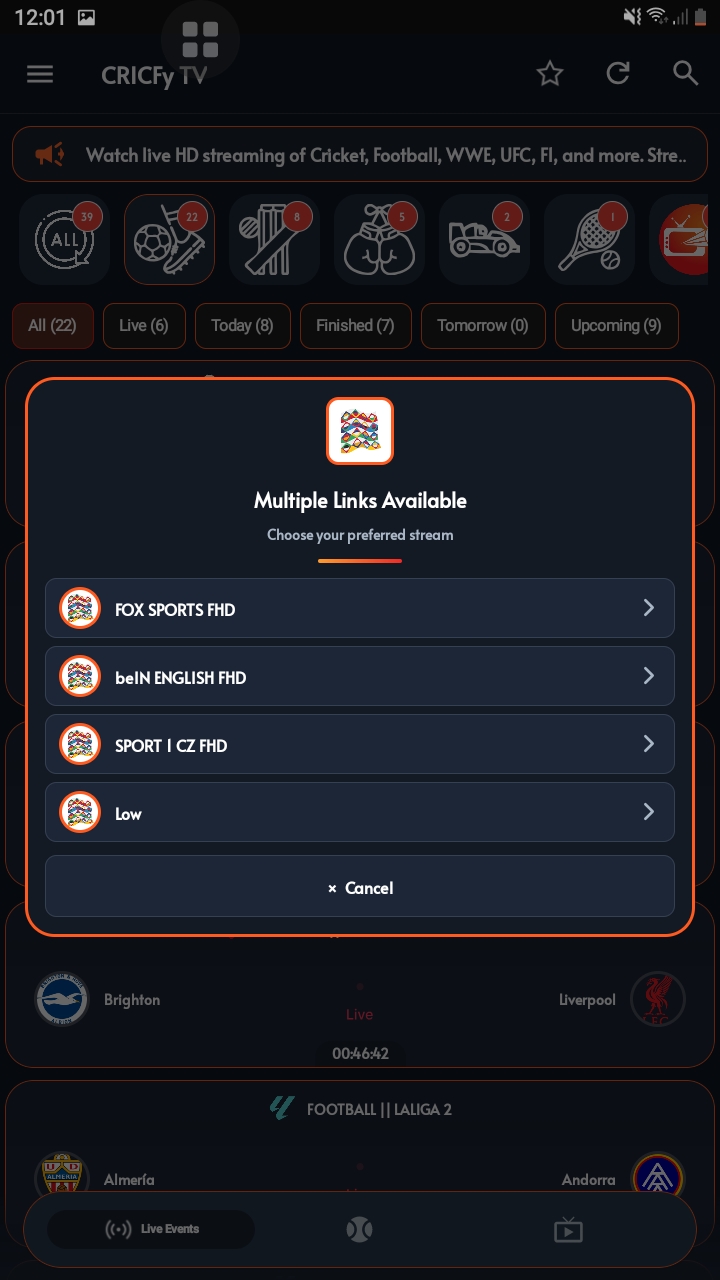 12:01
CRICFy TV
Watch live HD streaming of Cricket, Football, WWE, UFC, F1, and more. Stre..
39
22
8
5
2
1
ALL
All (22)
Live (6)
Today (8)
Finished (7)
Tomorrow (0)
Upcoming (9)
Multiple Links Available
Choose your preferred stream
FOX SPORTS FHD
beIN ENGLISH FHD
SPORT 1 CZ FHD
Low
× Cancel
Brighton
Liverpool
Live
00:46:42
FOOTBALL || LALIGA 2
ALMERIA
Almería
Andorra
Live Events